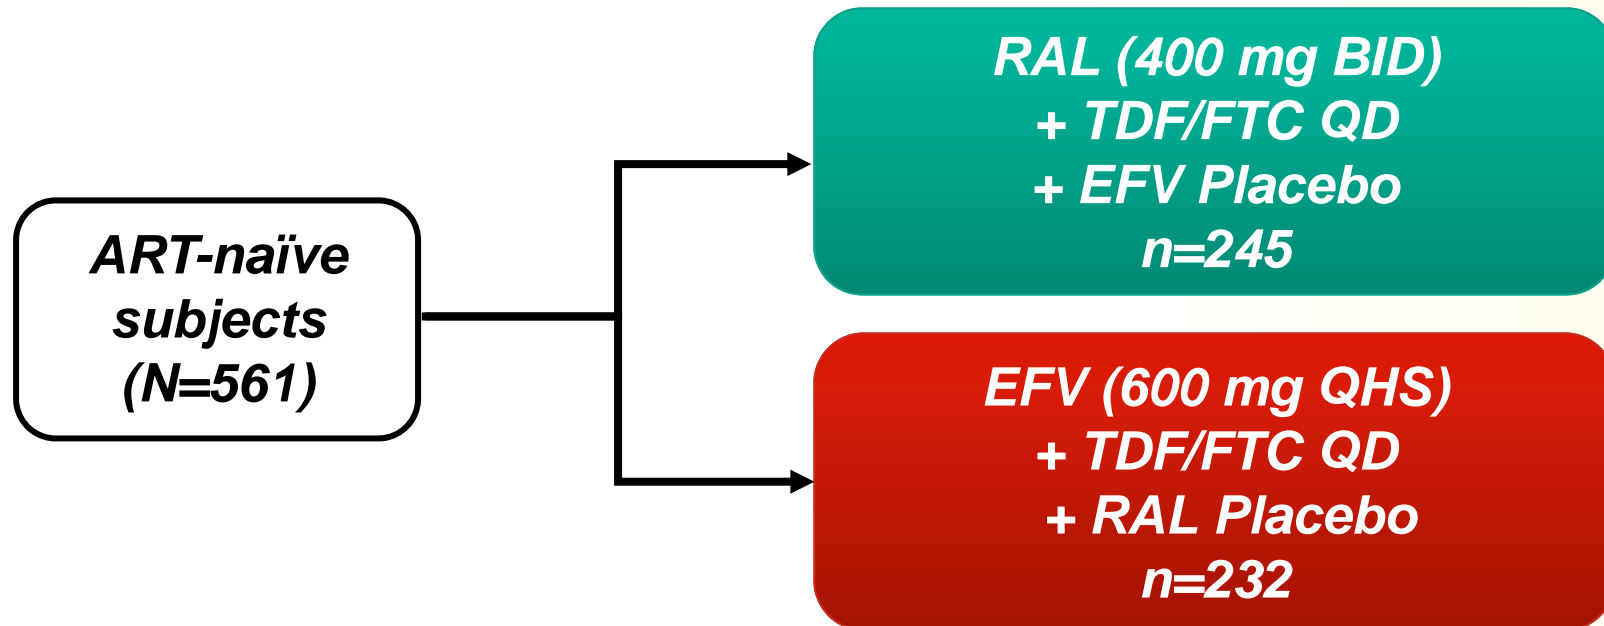 ART-naïve
subjects
(N=561)
RAL (400 mg BID)
+ TDF/FTC QD
+ EFV Placebo
n=245
EFV (600 mg QHS)
+ TDF/FTC QD
+ RAL Placebo
n=232